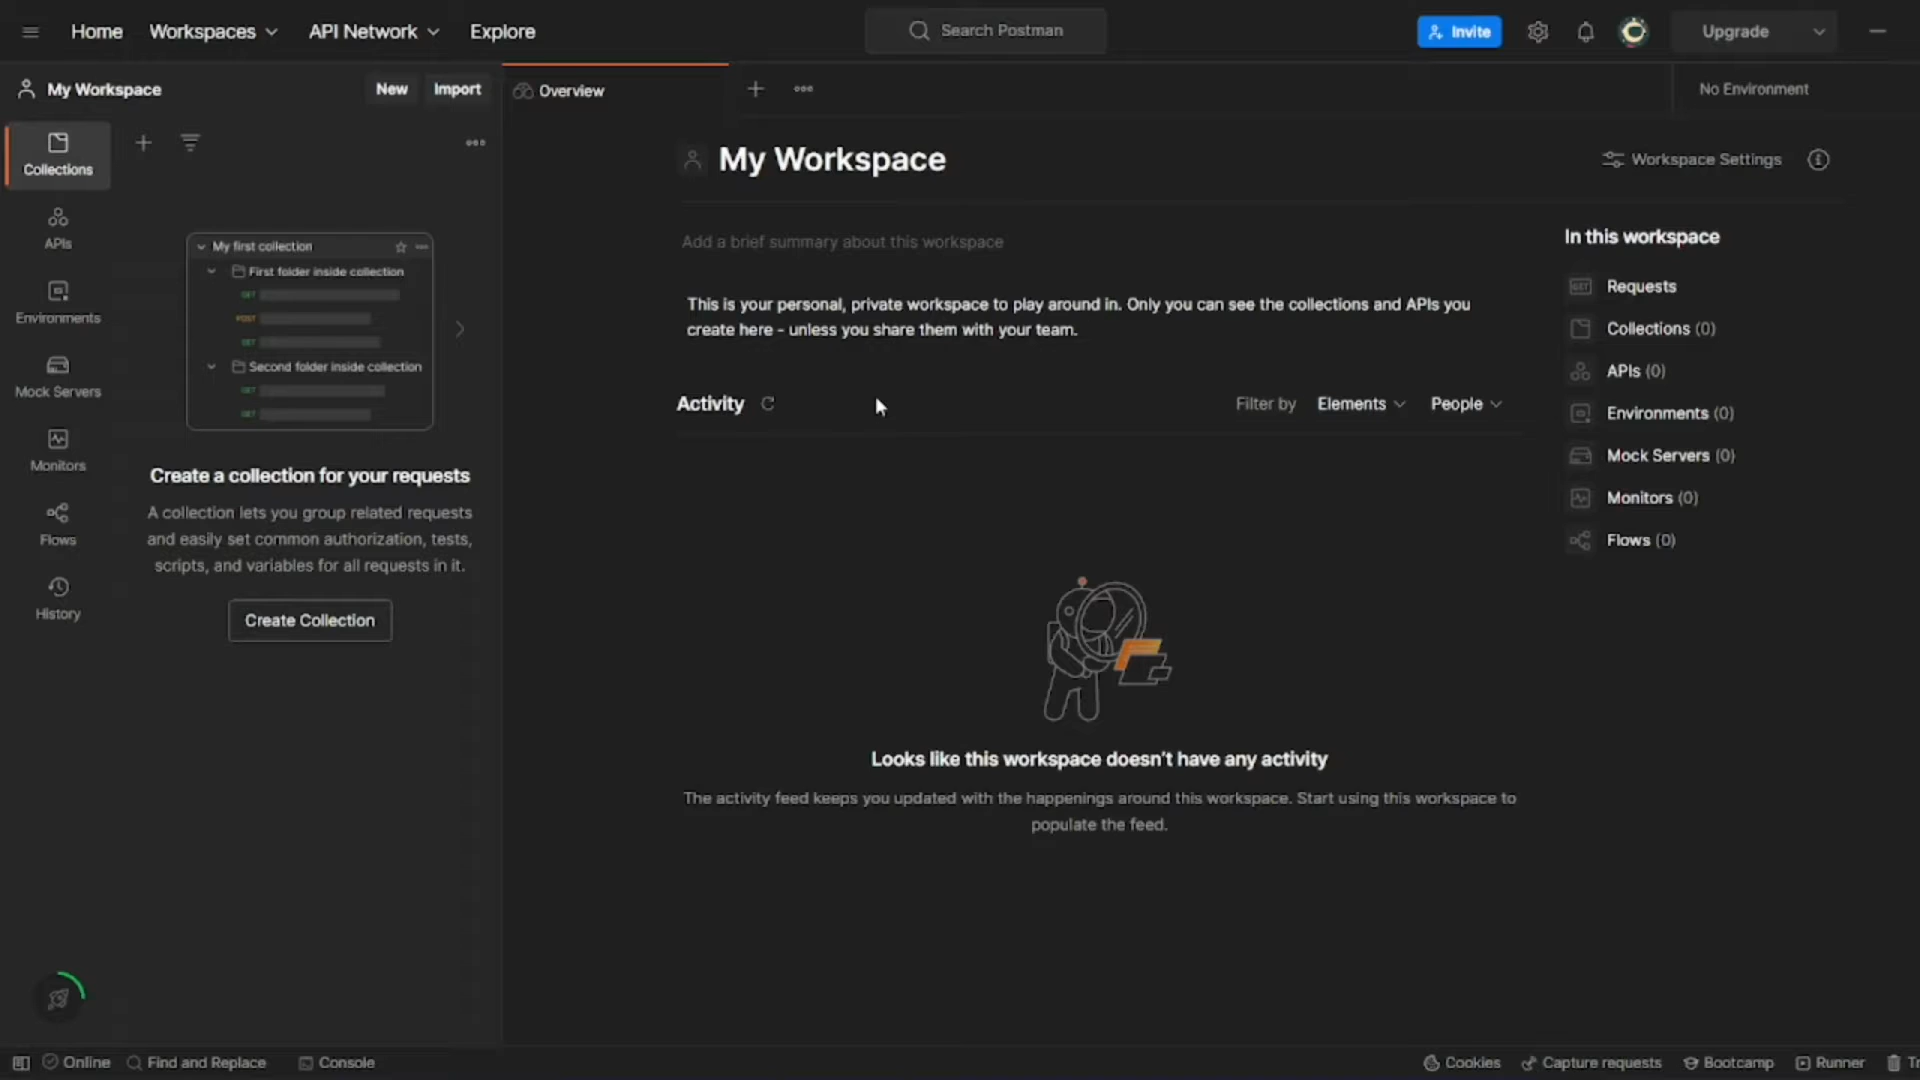 Home
Workspaces
API Network
Explore
Search Postman
Invite
Upgrade
My Workspace
New
Import
Overview
No Environment
Collections
APIs
Environments
Mock Servers
Monitors
Flows
History
My first collection
First folder inside collection
GET
POST
GET
Second folder inside collection
GET
GET
Create a collection for your requests
A collection lets you group related requests
and easily set common authorization, tests,
scripts, and variables for all requests in it.
Create Collection
My Workspace
Workspace Settings
Add a brief summary about this workspace
This is your personal, private workspace to play around in. Only you can see the collections and APIs you
create here - unless you share them with your team.
Activity
Filter by
Elements
People
Looks like this workspace doesn't have any activity
The activity feed keeps you updated with the happenings around this workspace. Start using this workspace to
populate the feed.
In this workspace
GET
Requests
Collections (0)
APIs (0)
Environments (0)
Mock Servers (0)
Monitors (0)
Flows (0)
Online
Find and Replace
Console
Cookies
Capture requests
Bootcamp
Runner